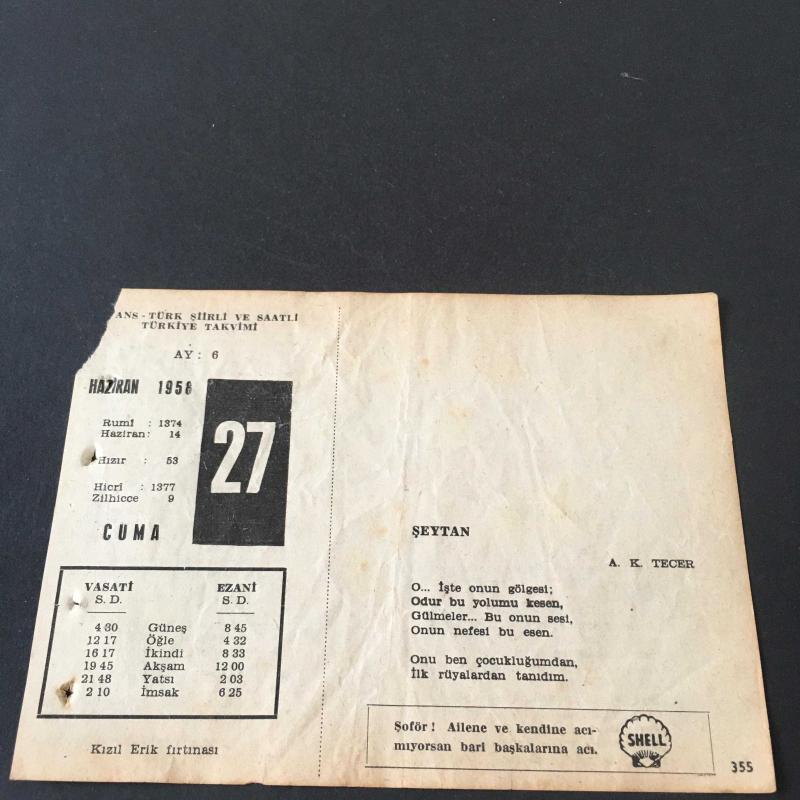 ANS - TÜRK ŞİİRLİ VE SAATLİ
TÜRKİYE TAKVİMİ
AY : 6
HAZİRAN 1958
27
Rumî : 1374
Haziran : 14
Hızır : 53
Hicrî : 1377
Zilhicce 9
CUMA
VASATİ EZANİ
S. D. S. D.
4 30 Güneş 8 45
12 17 Öğle 4 32
16 17 İkindi 8 33
19 45 Akşam 12 00
21 48 Yatsı 2 03
2 10 İmsak 6 25
Kızıl Erik fırtınası
ŞEYTAN
A. K. TECER
O... İşte onun gölgesi;
Odur bu yolumu kesen,
Gülmeler... Bu onun sesi,
Onun nefesi bu esen.
Onu ben çocukluğumdan,
İlk rüyalardan tanıdım.
Şoför ! Ailene ve kendine acı-
mıyorsan bari başkalarına acı.
SHELL
355